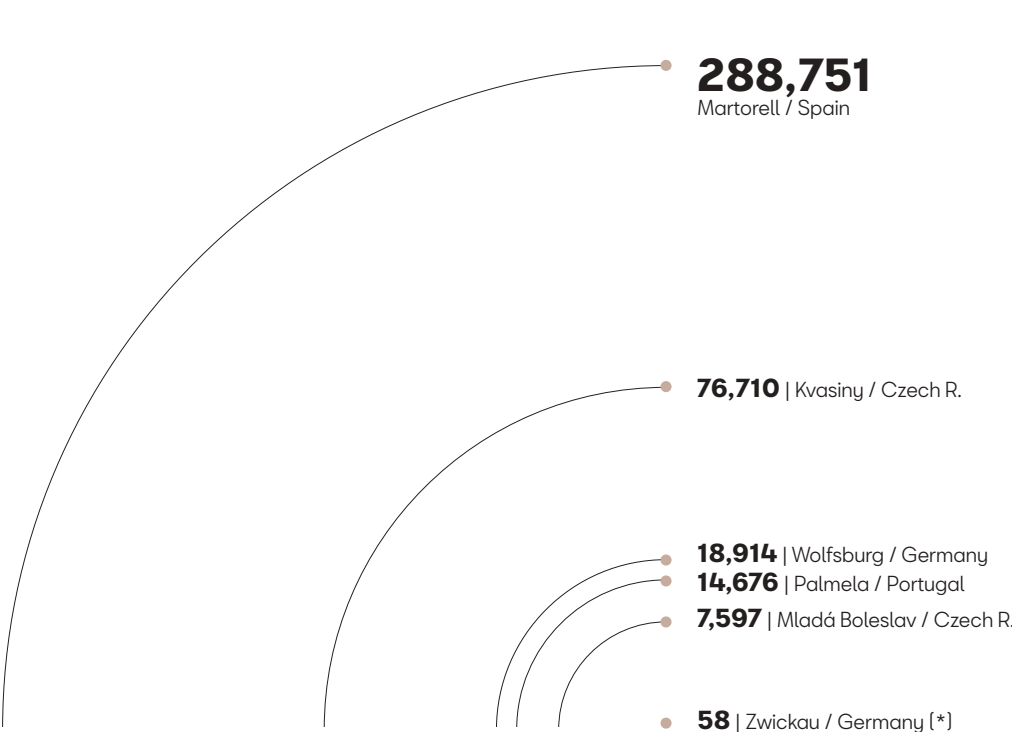 288,751
Martorell / Spain
76,710 | Kvasiny / Czech R.
18,914 | Wolfsburg / Germany
14,676 | Palmela / Portugal
7,597 | Mladá Boleslav / Czech R.
58 | Zwickau / Germany (*)